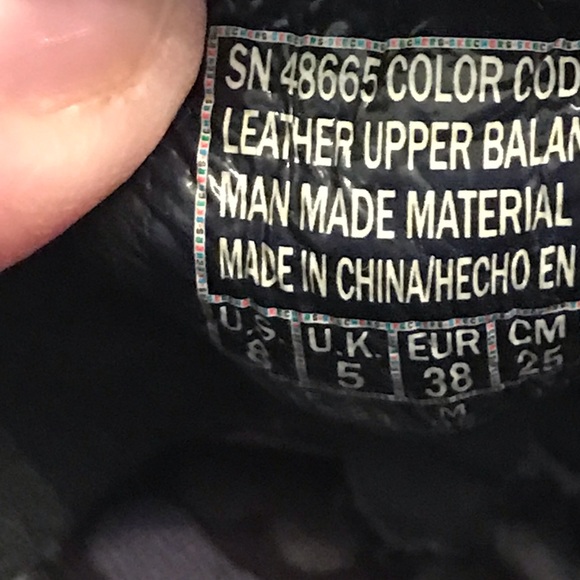 SN 48665 COLOR COD
LEATHER UPPER BALAN
MAN MADE MATERIAL
MADE IN CHINA/HECHO EN
U.S. U.K. EUR CM
8 5 38 25
M